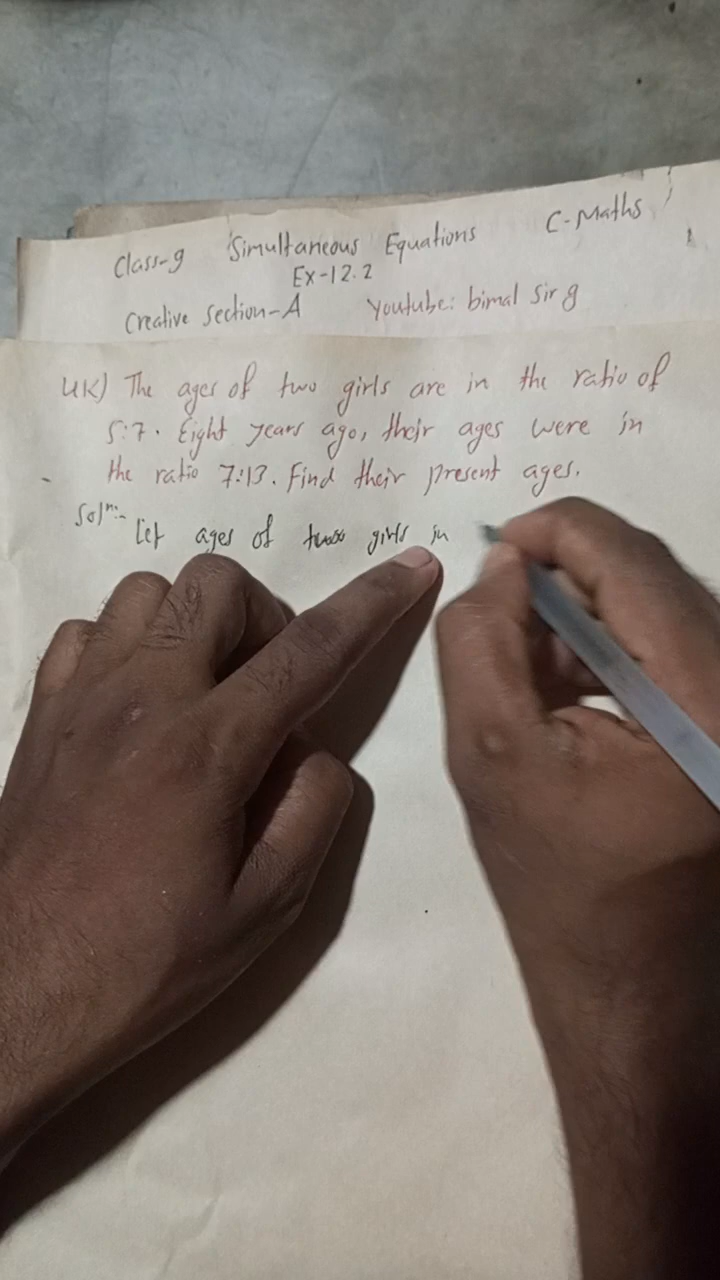 Class-9 Simultaneous Equations C-Maths
Ex-12.2
Creative Section-A Youtube: bimal Sir g
4K) The ages of two girls are in the ratio of
5:7. Eight years ago, their ages were in
the ratio 7:13. Find their present ages.
Solⁿ:- Let ages of two girls in